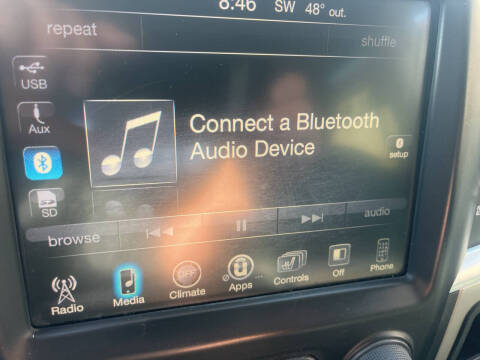 8:46 SW 48° out.
repeat
shuffle
USB
Aux
Connect a Bluetooth
Audio Device
setup
SD
browse
audio
OFF
Radio
Media
Climate
Apps
Controls
Off
Phone